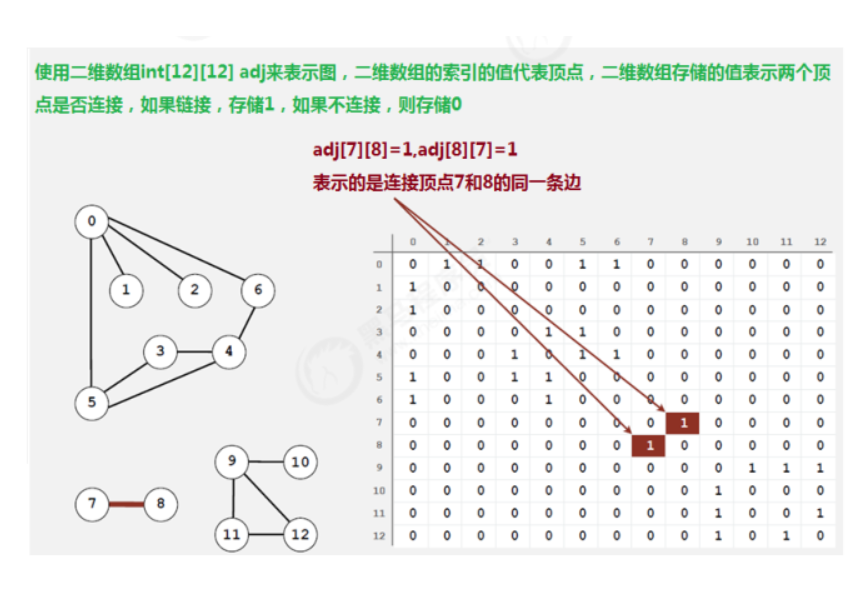 使用二维数组int[12][12] adj来表示图，二维数组的索引的值代表顶点，二维数组存储的值表示两个顶
点是否连接，如果链接，存储1，如果不连接，则存储0
adj[7][8]=1,adj[8][7]=1
表示的是连接顶点7和8的同一条边
0
1 2 6
3 4
5
9 10
7 8
11 12
0 1 2 3 4 5 6 7 8 9 10 11 12
0 0 1 1 0 0 1 1 0 0 0 0 0 0
1 1 0 0 0 0 0 0 0 0 0 0 0
2 1 0 0 0 0 0 0 0 0 0 0 0 0
3 0 0 0 0 1 1 0 0 0 0 0 0 0
4 0 0 0 1 0 1 1 0 0 0 0 0 0
5 1 0 0 1 1 0 0 0 0 0 0 0 0
6 1 0 0 0 1 0 0 0 0 0 0 0 0
7 0 0 0 0 0 0 0 0 1 0 0 0 0
8 0 0 0 0 0 0 0 1 0 0 0 0 0
9 0 0 0 0 0 0 0 0 0 0 1 1 1
10 0 0 0 0 0 0 0 0 0 1 0 0 0
11 0 0 0 0 0 0 0 0 0 1 0 0 1
12 0 0 0 0 0 0 0 0 0 1 0 1 0